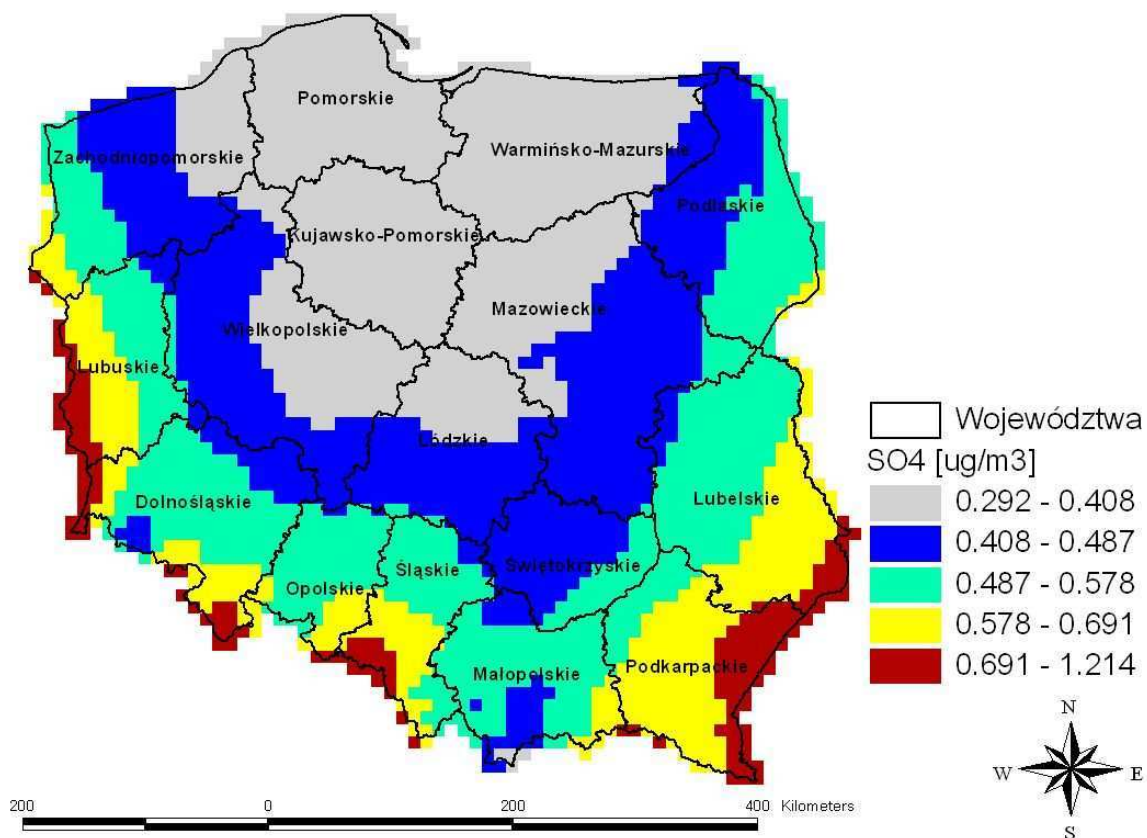 Pomorskie
Warmińsko-Mazurskie
Zachodniopomorskie
Podlaskie
Kujawsko-Pomorskie
Mazowieckie
Wielkopolskie
Lubuskie
Łódzkie
Lubelskie
Dolnośląskie
Świętokrzyskie
Śląskie
Opolskie
Podkarpackie
Małopolskie
Województwa
SO4 [ug/m3]
0.292 - 0.408
0.408 - 0.487
0.487 - 0.578
0.578 - 0.691
0.691 - 1.214
N
W
E
S
200 0 200 400 Kilometers